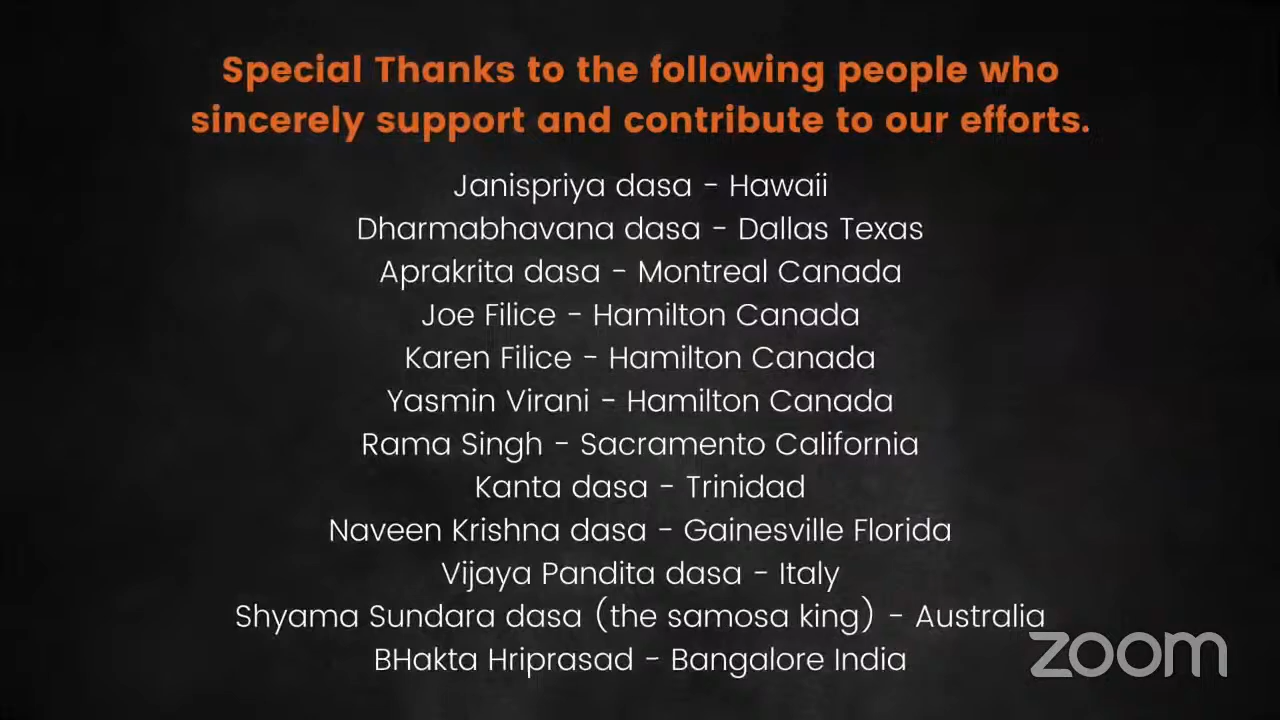 Special Thanks to the following people who
sincerely support and contribute to our efforts.
Janispriya dasa - Hawaii
Dharmabhavana dasa - Dallas Texas
Aprakrita dasa - Montreal Canada
Joe Filice - Hamilton Canada
Karen Filice - Hamilton Canada
Yasmin Virani - Hamilton Canada
Rama Singh - Sacramento California
Kanta dasa - Trinidad
Naveen Krishna dasa - Gainesville Florida
Vijaya Pandita dasa - Italy
Shyama Sundara dasa (the samosa king) - Australia
BHakta Hriprasad - Bangalore India
zoom